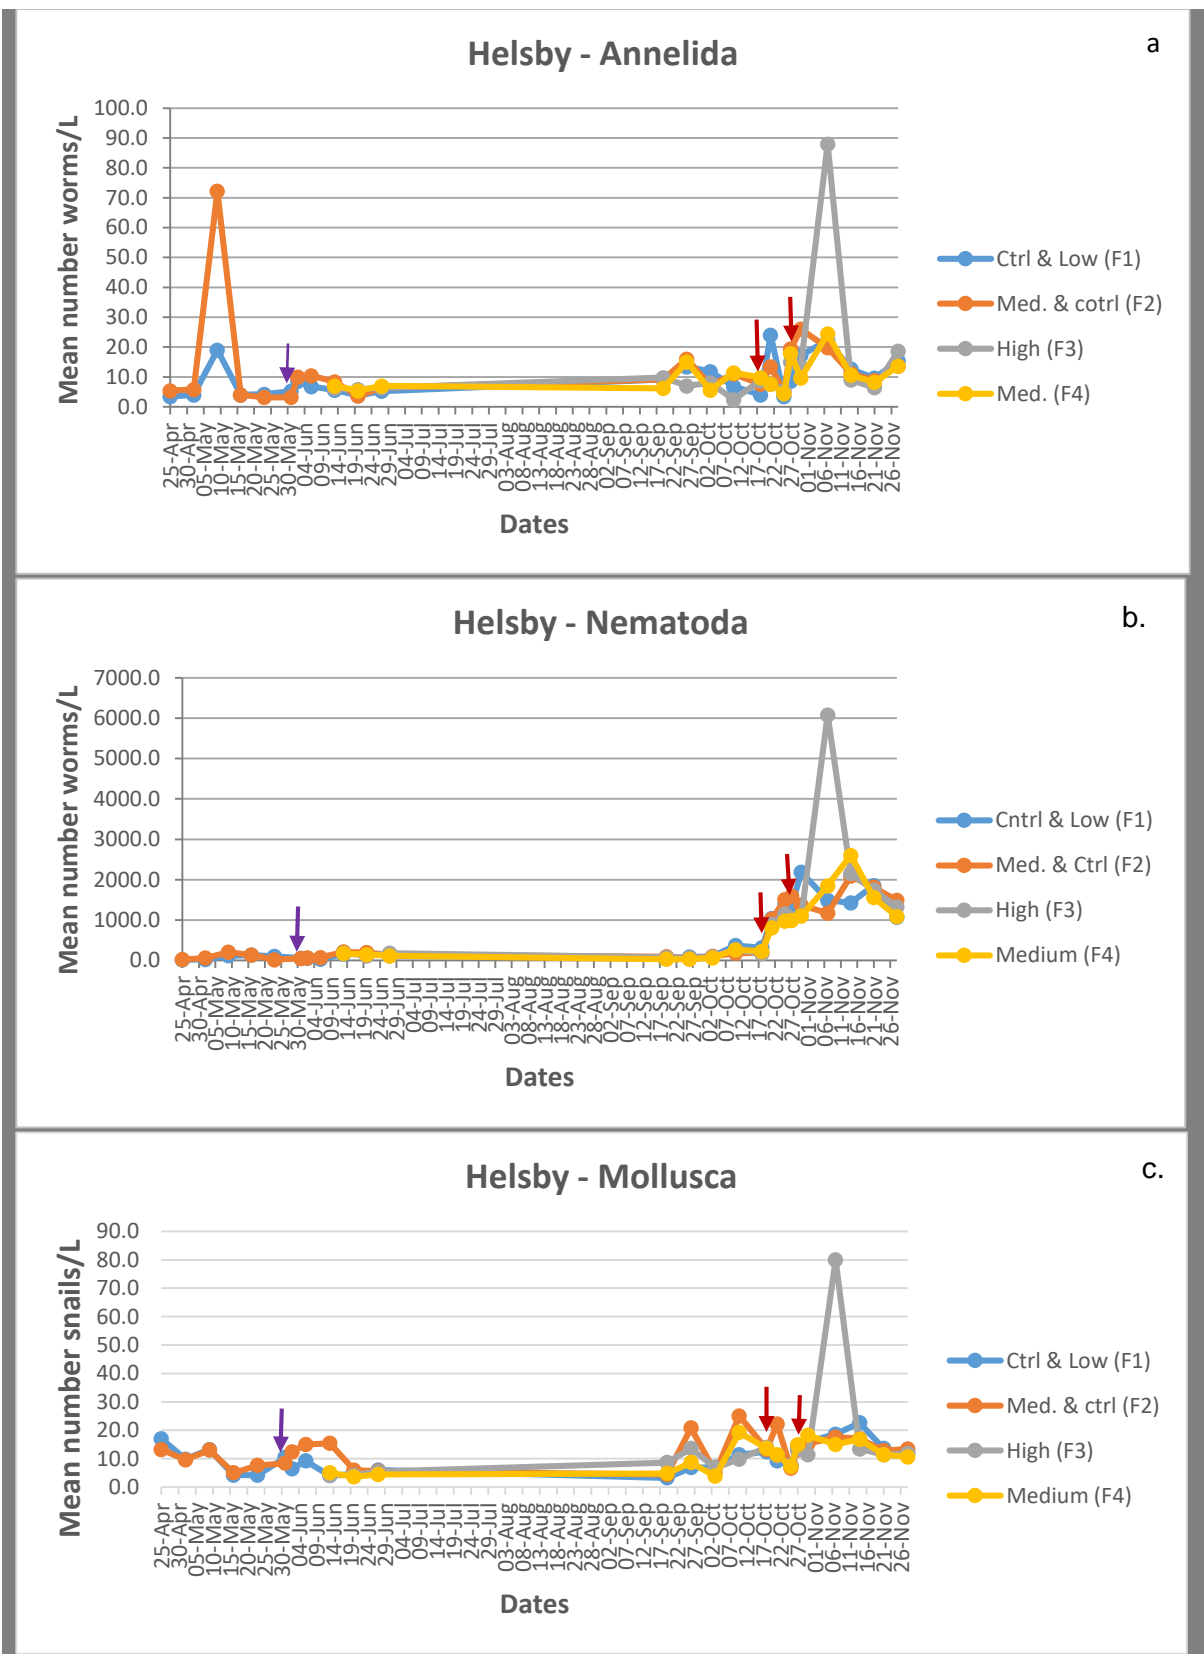 Helsby - Annelida
a
Mean number worms/L
100.0
90.0
80.0
70.0
60.0
50.0
40.0
30.0
20.0
10.0
0.0
25-Apr
30-Apr
05-May
10-May
15-May
20-May
25-May
30-May
04-Jun
09-Jun
14-Jun
19-Jun
24-Jun
29-Jun
04-Jul
09-Jul
14-Jul
19-Jul
24-Jul
29-Jul
03-Aug
08-Aug
13-Aug
18-Aug
23-Aug
28-Aug
02-Sep
07-Sep
12-Sep
17-Sep
22-Sep
27-Sep
02-Oct
07-Oct
12-Oct
17-Oct
22-Oct
27-Oct
01-Nov
06-Nov
11-Nov
16-Nov
21-Nov
26-Nov
Dates
Ctrl & Low (F1)
Med. & cotrl (F2)
High (F3)
Med. (F4)
Helsby - Nematoda
b.
Mean number worms/L
7000.0
6000.0
5000.0
4000.0
3000.0
2000.0
1000.0
0.0
25-Apr
30-Apr
05-May
10-May
15-May
20-May
25-May
30-May
04-Jun
09-Jun
14-Jun
19-Jun
24-Jun
29-Jun
04-Jul
09-Jul
14-Jul
19-Jul
24-Jul
29-Jul
03-Aug
08-Aug
13-Aug
18-Aug
23-Aug
28-Aug
02-Sep
07-Sep
12-Sep
17-Sep
22-Sep
27-Sep
02-Oct
07-Oct
12-Oct
17-Oct
22-Oct
27-Oct
01-Nov
06-Nov
11-Nov
16-Nov
21-Nov
26-Nov
Dates
Cntrl & Low (F1)
Med. & Ctrl (F2)
High (F3)
Medium (F4)
Helsby - Mollusca
c.
Mean number snails/L
90.0
80.0
70.0
60.0
50.0
40.0
30.0
20.0
10.0
0.0
25-Apr
30-Apr
05-May
10-May
15-May
20-May
25-May
30-May
04-Jun
09-Jun
14-Jun
19-Jun
24-Jun
29-Jun
04-Jul
09-Jul
14-Jul
19-Jul
24-Jul
29-Jul
03-Aug
08-Aug
13-Aug
18-Aug
23-Aug
28-Aug
02-Sep
07-Sep
12-Sep
17-Sep
22-Sep
27-Sep
02-Oct
07-Oct
12-Oct
17-Oct
22-Oct
27-Oct
01-Nov
06-Nov
11-Nov
16-Nov
21-Nov
26-Nov
Dates
Ctrl & Low (F1)
Med. & ctrl (F2)
High (F3)
Medium (F4)